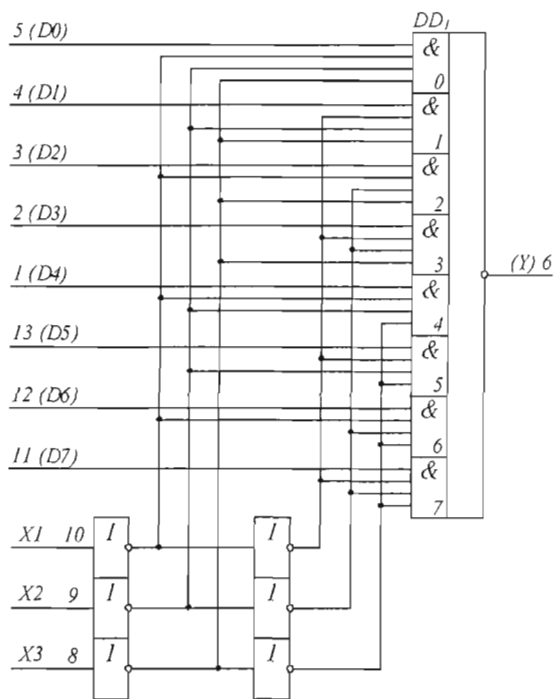 DD1
5 (D0)
&
0
4 (D1)
&
1
3 (D2)
&
2
2 (D3)
&
3
(Y) 6
1 (D4)
&
4
13 (D5)
&
5
12 (D6)
&
6
11 (D7)
&
7
X1 10 1 1
X2 9 1 1
X3 8 1 1